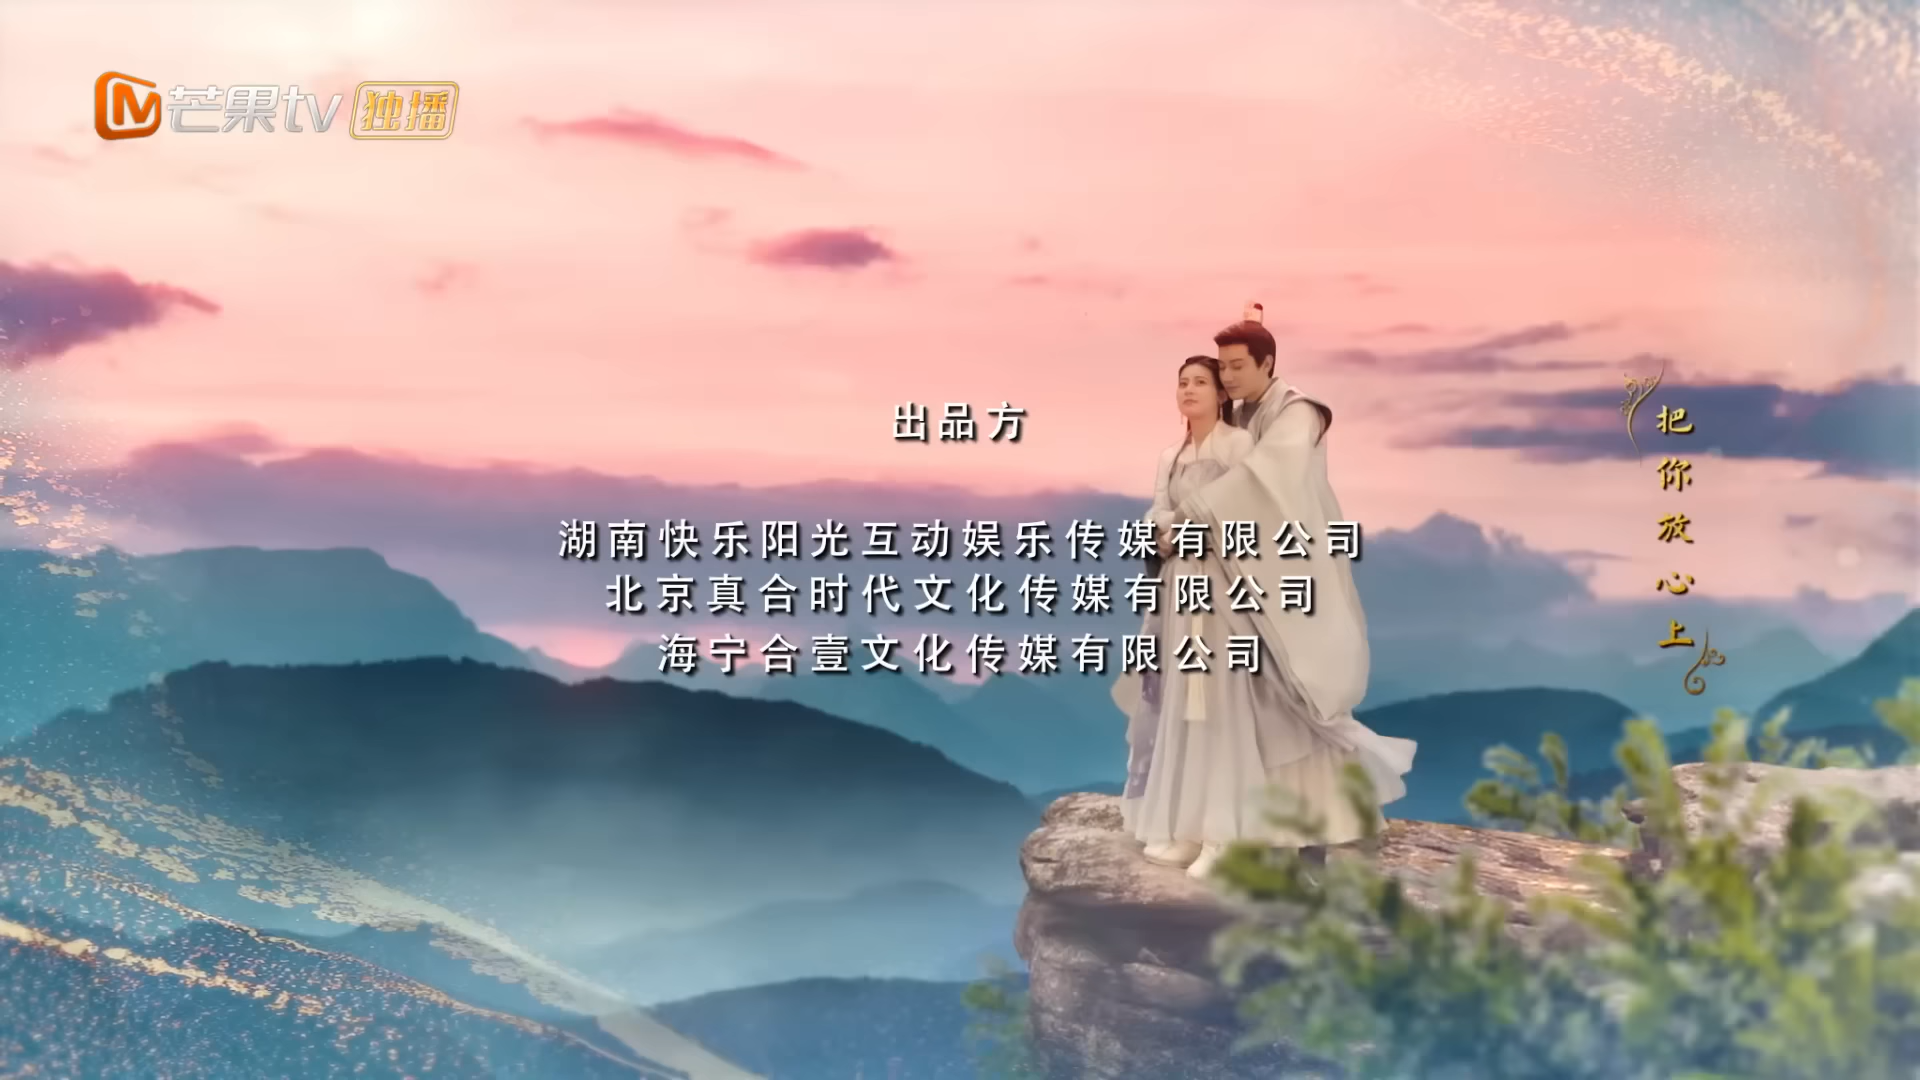 芒果tv 独播
出品方
湖南快乐阳光互动娱乐传媒有限公司
北京真合时代文化传媒有限公司
海宁合壹文化传媒有限公司
把你放心上